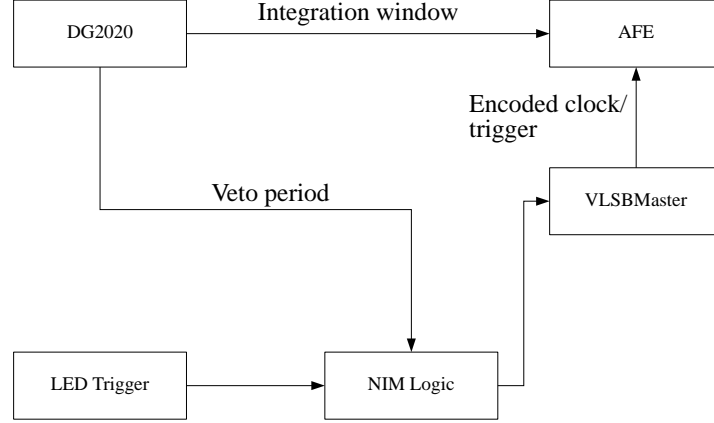 Integration window
DG2020
AFE
Encoded clock/
trigger
Veto period
VLSBMaster
LED Trigger
NIM Logic